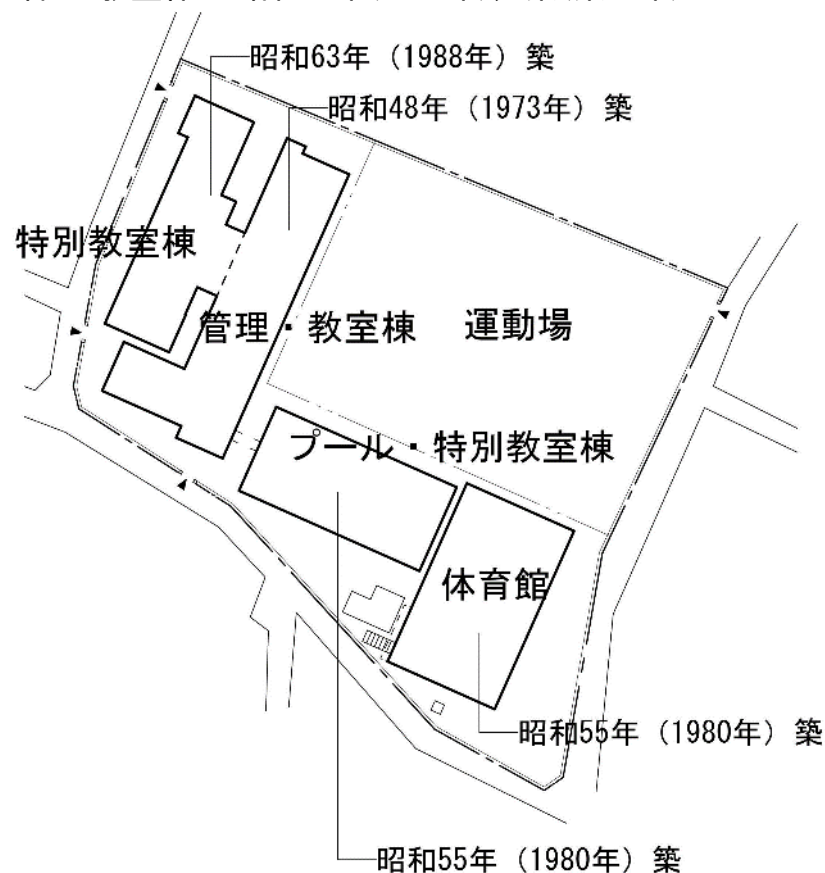 昭和63年（1988年）築
昭和48年（1973年）築
特別教室棟
管理・教室棟
運動場
プール・特別教室棟
体育館
昭和55年（1980年）築
昭和55年（1980年）築